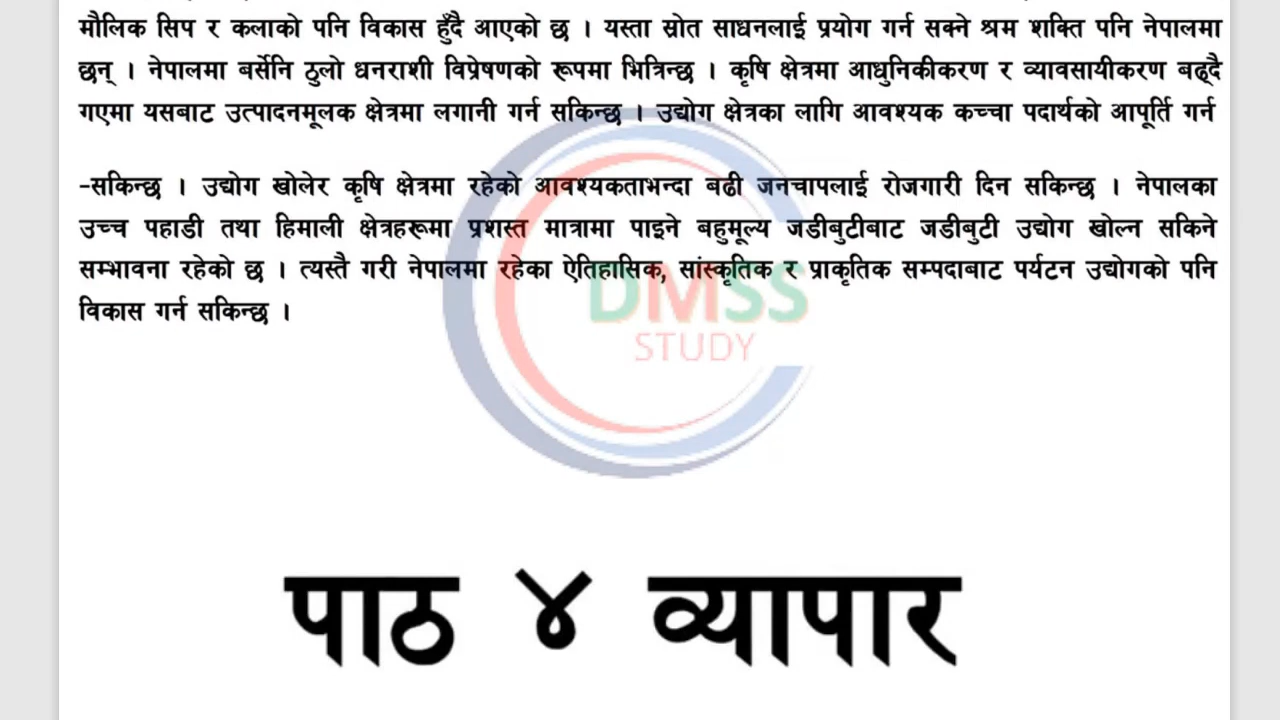 मौलिक सिप र कलाको पनि विकास हुँदै आएको छ । यस्ता स्रोत साधनलाई प्रयोग गर्न सक्ने श्रम शक्ति पनि नेपालमा
छन् । नेपालमा बर्सेनि ठुलो धनराशी विप्रेषणको रूपमा भित्रिन्छ । कृषि क्षेत्रमा आधुनिकीकरण र व्यावसायीकरण बढ्दै
गएमा यसबाट उत्पादनमूलक क्षेत्रमा लगानी गर्न सकिन्छ । उद्योग क्षेत्रका लागि आवश्यक कच्चा पदार्थको आपूर्ति गर्न
-सकिन्छ । उद्योग खोलेर कृषि क्षेत्रमा रहेको आवश्यकताभन्दा बढी जनचापलाई रोजगारी दिन सकिन्छ । नेपालका
उच्च पहाडी तथा हिमाली क्षेत्रहरूमा प्रशस्त मात्रामा पाइने बहुमूल्य जडीबुटीबाट जडीबुटी उद्योग खोल्न सकिने
सम्भावना रहेको छ । त्यस्तै गरी नेपालमा रहेका ऐतिहासिक, सांस्कृतिक र प्राकृतिक सम्पदाबाट पर्यटन उद्योगको पनि
विकास गर्न सकिन्छ ।
DMSS
STUDY
पाठ ४ व्यापार